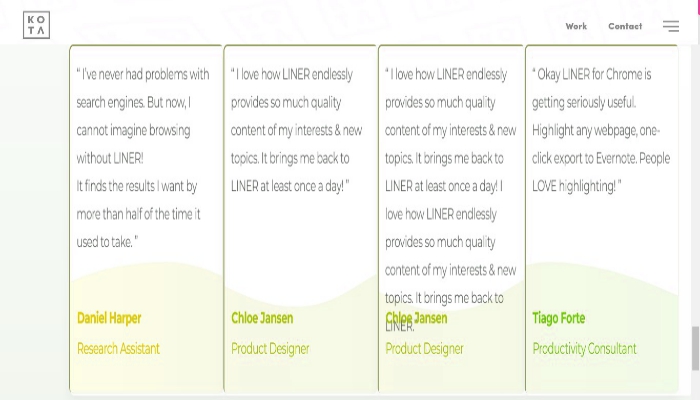 KO
TA
Work Contact
“ I've never had problems with
search engines. But now, I
cannot imagine browsing
without LINER!
It finds the results I want by
more than half of the time it
used to take. ”
Daniel Harper
Research Assistant
“ I love how LINER endlessly
provides so much quality
content of my interests & new
topics. It brings me back to
LINER at least once a day! ”
Chloe Jansen
Product Designer
“ I love how LINER endlessly
provides so much quality
content of my interests & new
topics. It brings me back to
LINER at least once a day! I
love how LINER endlessly
provides so much quality
content of my interests & new
topics. It brings me back to
LINER. ”
Chloe Jansen
Product Designer
“ Okay LINER for Chrome is
getting seriously useful.
Highlight any webpage, one-
click export to Evernote. People
LOVE highlighting! ”
Tiago Forte
Productivity Consultant